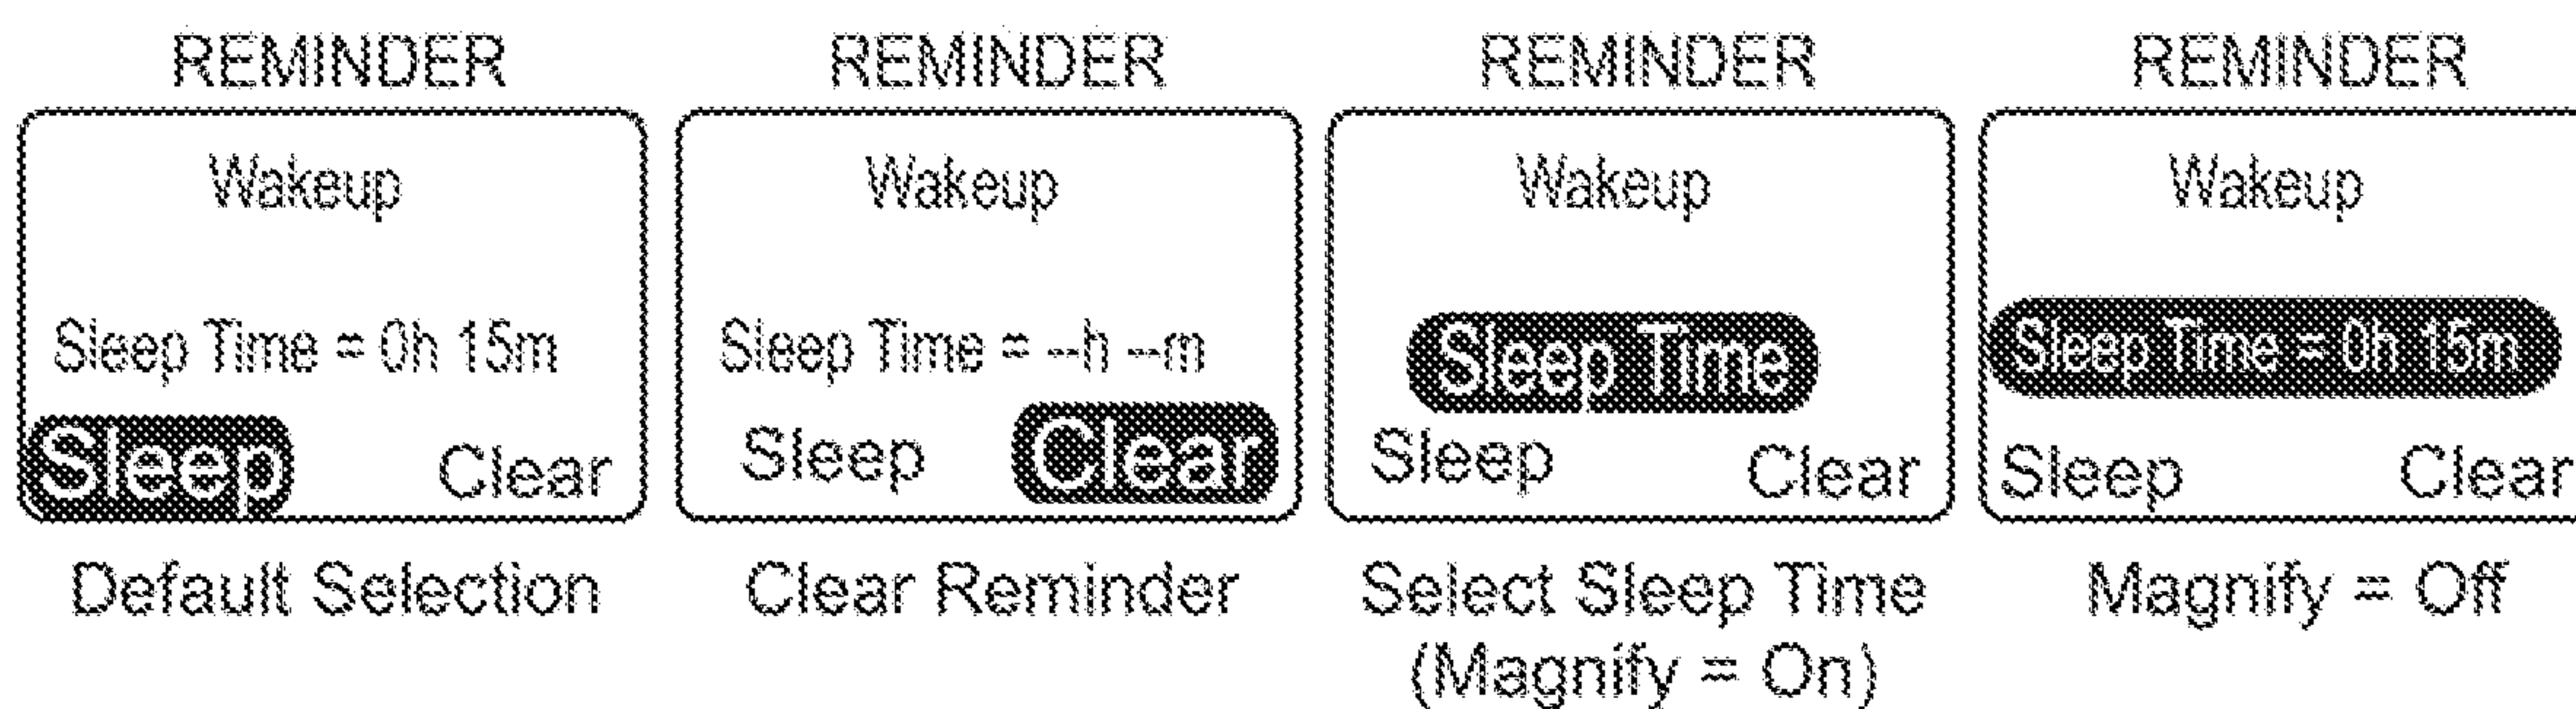 REMINDER REMINDER REMINDER REMINDER
Wakeup Wakeup Wakeup Wakeup
Sleep Time = 0h 15m Sleep Time = --h --m Sleep Time Sleep Time = 0h 15m
Sleep Clear Sleep Clear Sleep Clear Sleep Clear
Default Selection Clear Reminder Select Sleep Time Magnify = Off
(Magnify = On)